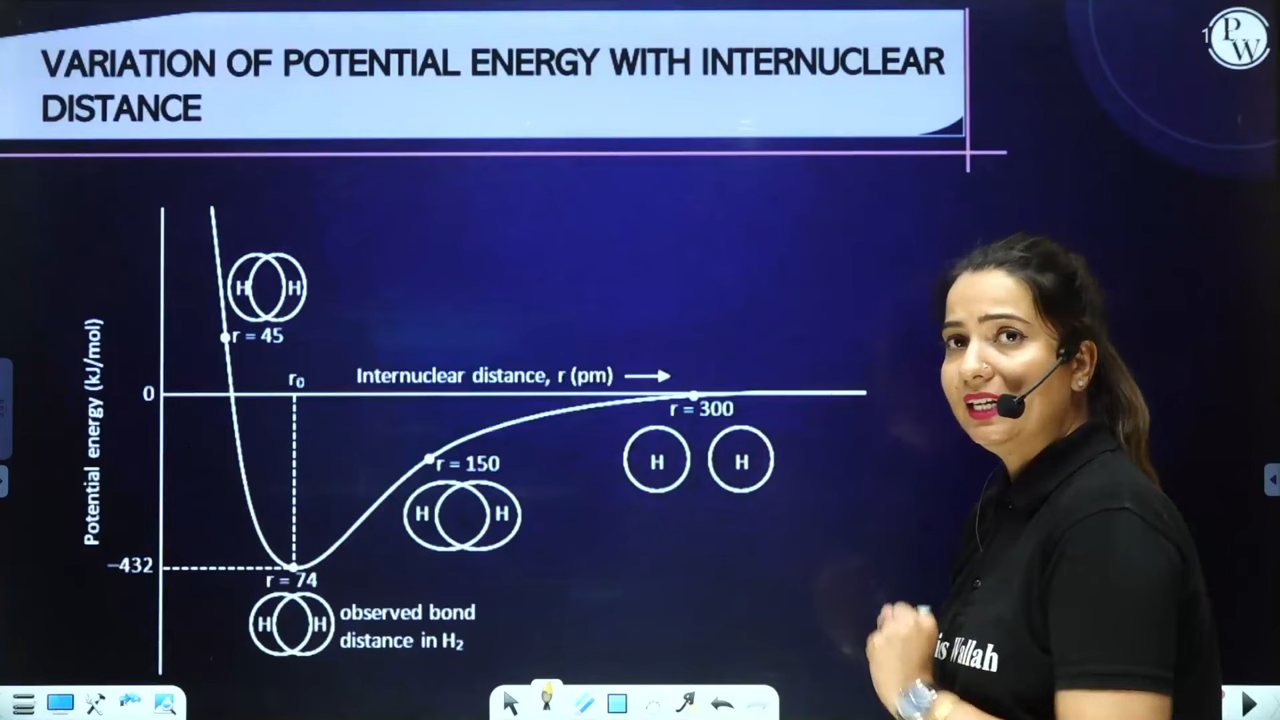 VARIATION OF POTENTIAL ENERGY WITH INTERNUCLEAR
DISTANCE
P
W
H H
r = 45
Potential energy (kJ/mol)
0
r₀
Internuclear distance, r (pm)
r = 300
H H
r = 150
H H
–432
r = 74
H H
observed bond
distance in H₂
Wallah